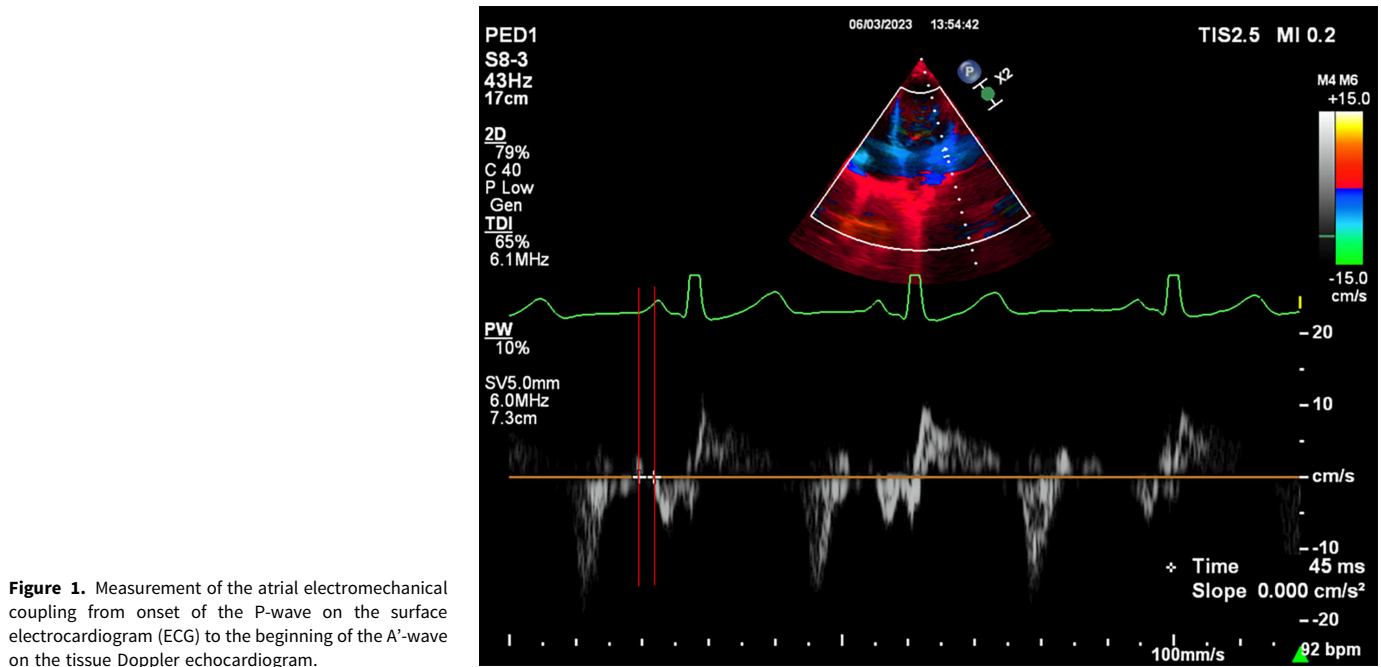 06/03/2023 13:54:42
PED1
TIS2.5 MI 0.2
S8-3
43Hz
17cm
P
X2
M4 M6
+15.0
2D
79%
C 40
P Low
Gen
TDI
65%
6.1MHz
-15.0
cm/s
PW
10%
20
SV5.0mm
6.0MHz
7.3cm
10
cm/s
-10
Time 45 ms
Slope 0.000 cm/s²
-20
100mm/s
92 bpm
Figure 1. Measurement of the atrial electromechanical
coupling from onset of the P-wave on the surface
electrocardiogram (ECG) to the beginning of the A’-wave
on the tissue Doppler echocardiogram.